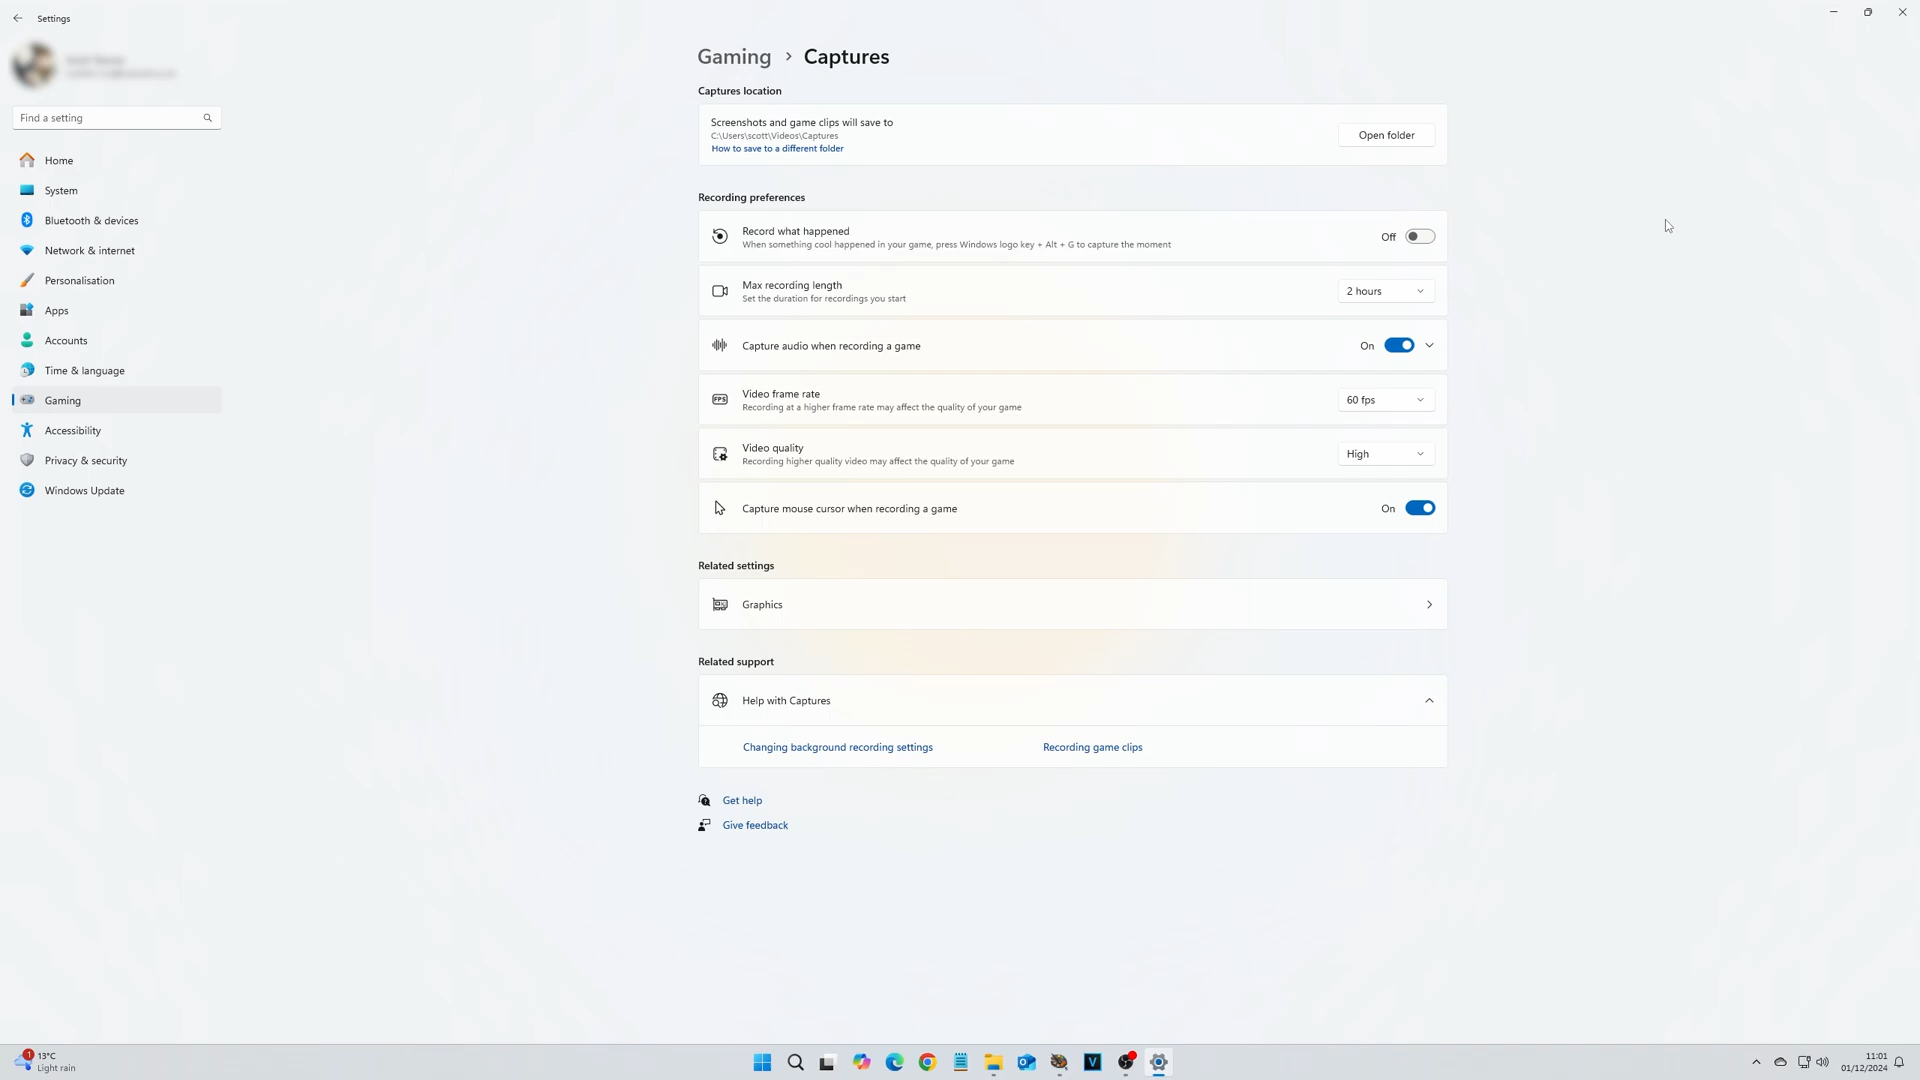 Settings
Find a setting
Home
System
Bluetooth & devices
Network & internet
Personalisation
Apps
Accounts
Time & language
Gaming
Accessibility
Privacy & security
Windows Update
Gaming > Captures
Captures location
Screenshots and game clips will save to
C:\Users\scott\Videos\Captures
How to save to a different folder
Open folder
Recording preferences
Record what happened
When something cool happened in your game, press Windows logo key + Alt + G to capture the moment
Off
Max recording length
Set the duration for recordings you start
2 hours
Capture audio when recording a game
On
FPS
Video frame rate
Recording at a higher frame rate may affect the quality of your game
60 fps
Video quality
Recording higher quality video may affect the quality of your game
High
Capture mouse cursor when recording a game
On
Related settings
Graphics
Related support
Help with Captures
Changing background recording settings
Recording game clips
Get help
Give feedback
1
13°C
Light rain
V
11:01
01/12/2024